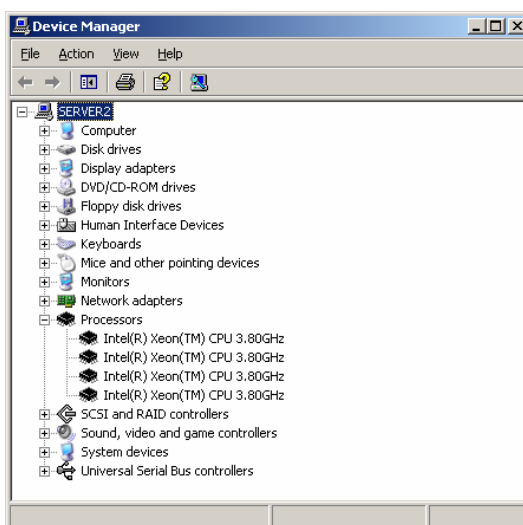 Device Manager
File Action View Help
SERVER2
Computer
Disk drives
Display adapters
DVD/CD-ROM drives
Floppy disk drives
Human Interface Devices
Keyboards
Mice and other pointing devices
Monitors
Network adapters
Processors
Intel(R) Xeon(TM) CPU 3.80GHz
Intel(R) Xeon(TM) CPU 3.80GHz
Intel(R) Xeon(TM) CPU 3.80GHz
Intel(R) Xeon(TM) CPU 3.80GHz
SCSI and RAID controllers
Sound, video and game controllers
System devices
Universal Serial Bus controllers